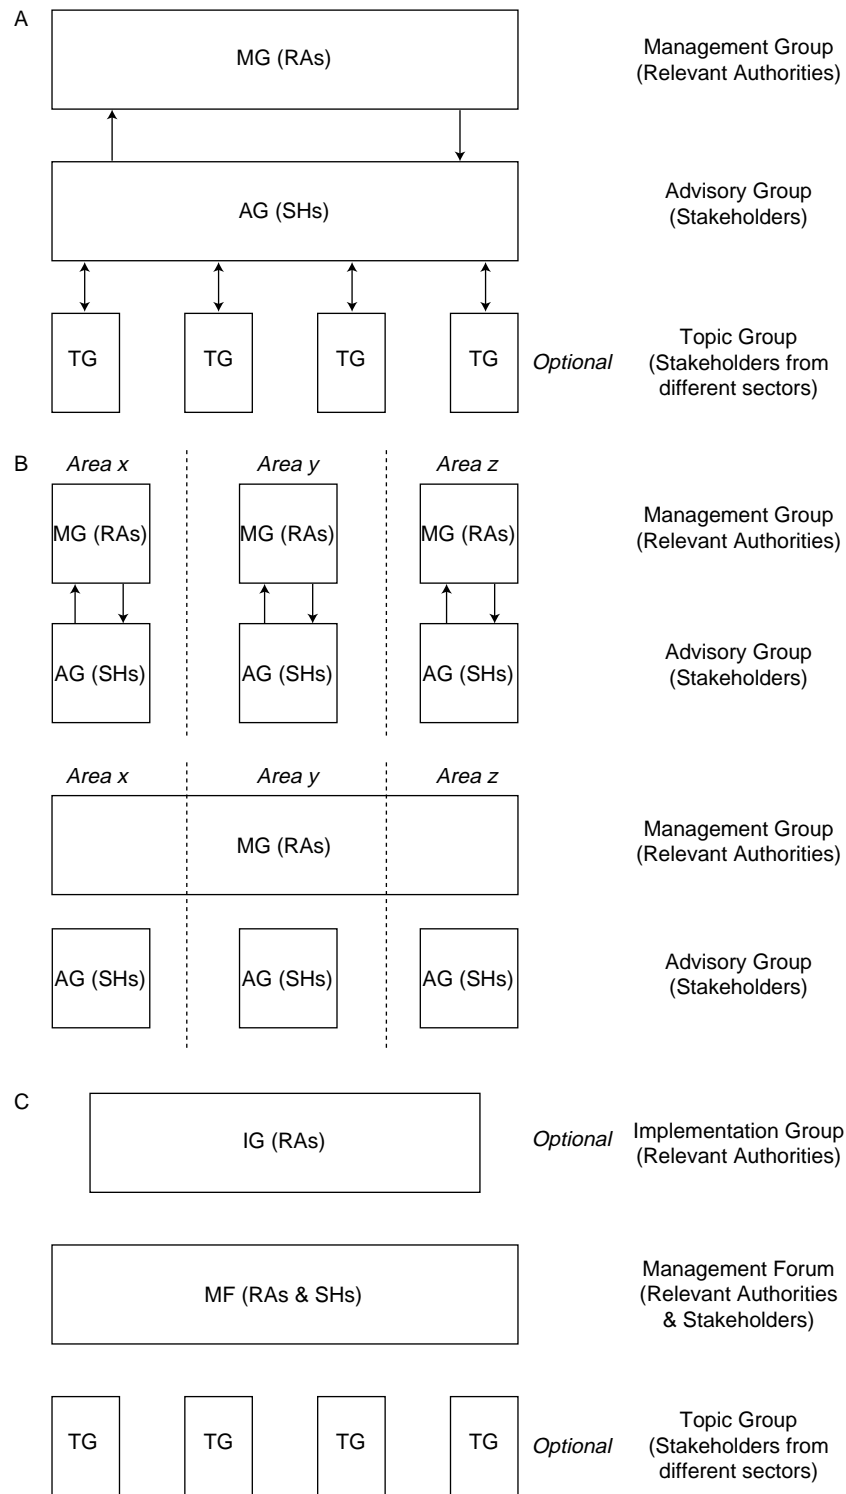 A
MG (RAs)
Management Group
(Relevant Authorities)
AG (SHs)
Advisory Group
(Stakeholders)
TG TG TG TG Optional
Topic Group
(Stakeholders from
different sectors)
B
Area x Area y Area z
MG (RAs) MG (RAs) MG (RAs)
Management Group
(Relevant Authorities)
AG (SHs) AG (SHs) AG (SHs)
Advisory Group
(Stakeholders)
Area x Area y Area z
MG (RAs)
Management Group
(Relevant Authorities)
AG (SHs) AG (SHs) AG (SHs)
Advisory Group
(Stakeholders)
C
IG (RAs)
Optional
Implementation Group
(Relevant Authorities)
MF (RAs & SHs)
Management Forum
(Relevant Authorities
& Stakeholders)
TG TG TG TG Optional
Topic Group
(Stakeholders from
different sectors)